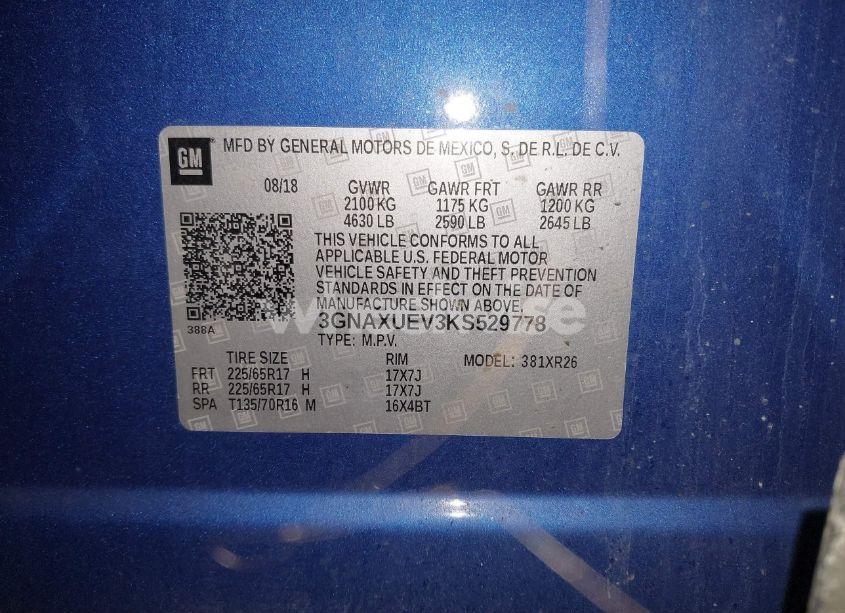 GM MFD BY GENERAL MOTORS DE MEXICO, S. DE R.L. DE C.V.
08/18 GVWR GAWR FRT GAWR RR
2100 KG 1175 KG 1200 KG
4630 LB 2590 LB 2645 LB
THIS VEHICLE CONFORMS TO ALL
APPLICABLE U.S. FEDERAL MOTOR
VEHICLE SAFETY AND THEFT PREVENTION
STANDARDS IN EFFECT ON THE DATE OF
MANUFACTURE SHOWN ABOVE.
388A
3GNAXUEV3KS529778
TYPE: M.P.V.
TIRE SIZE RIM MODEL: 381XR26
FRT 225/65R17 H 17X7J
RR 225/65R17 H 17X7J
SPA T135/70R16 M 16X4BT